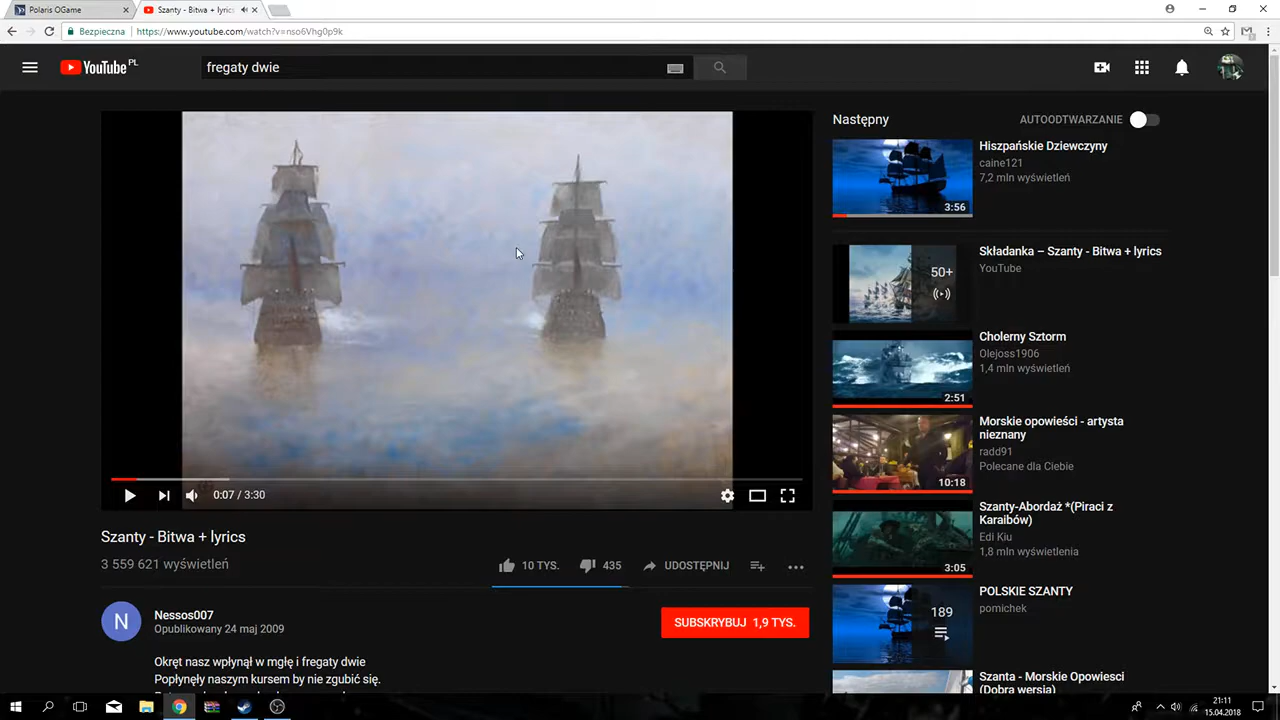 Polaris OGame
Szanty - Bitwa + lyrics
Bezpieczna
https://www.youtube.com/watch?v=nso6Vhg0p9k
YouTube PL
fregaty dwie
Następny
AUTOODTWARZANIE
Hiszpańskie Dziewczyny
caine121
7,2 mln wyświetleń
3:56
Składanka – Szanty - Bitwa + lyrics
YouTube
50+
Cholerny Sztorm
Olejoss1906
1,4 mln wyświetleń
2:51
Morskie opowieści - artysta
nieznany
radd91
Polecane dla Ciebie
10:18
Szanty-Abordaż *(Piraci z
Karaibów)
Edi Kiu
1,8 mln wyświetlenia
3:05
POLSKIE SZANTY
pomichek
189
Szanta - Morskie Opowiesci
(Dobra wersja)
0:07 / 3:30
Szanty - Bitwa + lyrics
3 559 621 wyświetleń
10 TYS.
435
UDOSTĘPNIJ
N
Nessos007
Opublikowany 24 maj 2009
SUBSKRYBUJ 1,9 TYS.
Okręt nasz wpłynął w mgłę i fregaty dwie
Popłynęły naszym kursem by nie zgubić się.
21:11
15.04.2018